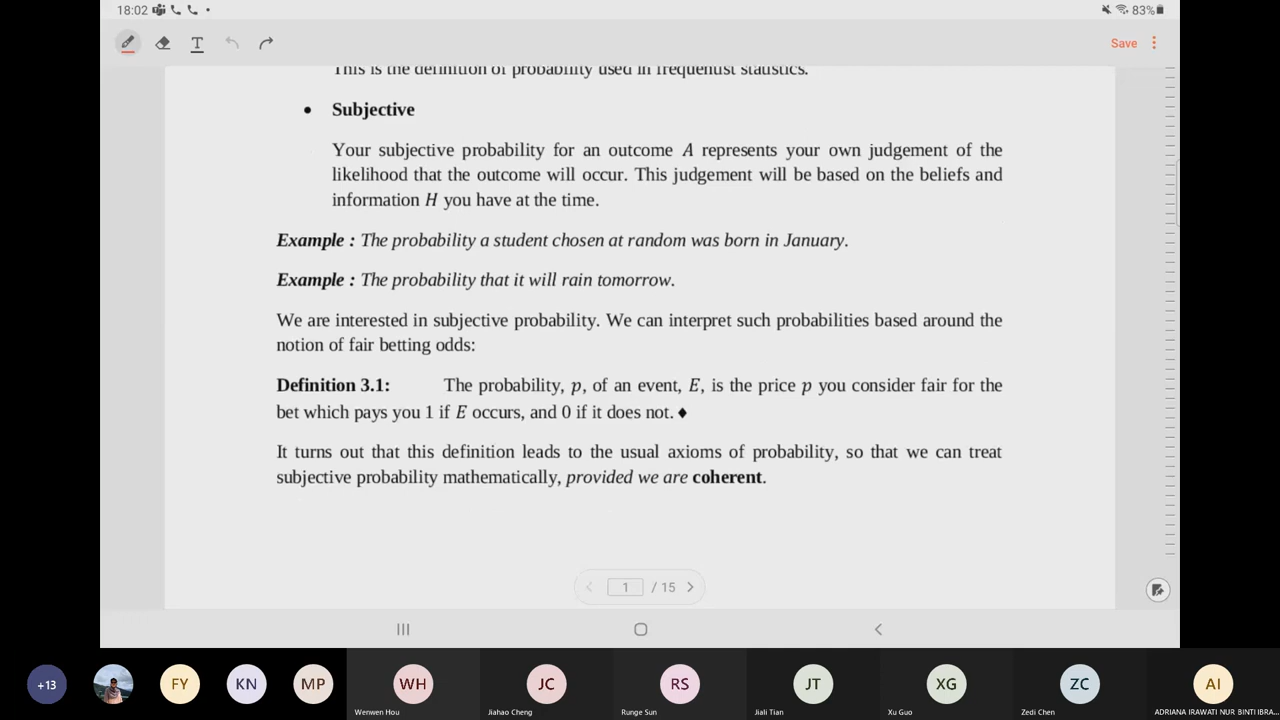 18:02
83%
Save
This is the definition of probability used in frequentist statistics.
• Subjective
Your subjective probability for an outcome A represents your own judgement of the
likelihood that the outcome will occur. This judgement will be based on the beliefs and
information H you have at the time.
Example : The probability a student chosen at random was born in January.
Example : The probability that it will rain tomorrow.
We are interested in subjective probability. We can interpret such probabilities based around the
notion of fair betting odds:
Definition 3.1: The probability, p, of an event, E, is the price p you consider fair for the
bet which pays you 1 if E occurs, and 0 if it does not. ♦
It turns out that this definition leads to the usual axioms of probability, so that we can treat
subjective probability mathematically, provided we are coherent.
1 / 15
+13 FY KN MP WH JC RS JT XG ZC AI
Wenwen Hou Jiahao Cheng Runge Sun Jiali Tian Xu Guo Zedi Chen ADRIANA IRAWATI NUR BINTI IBRA...